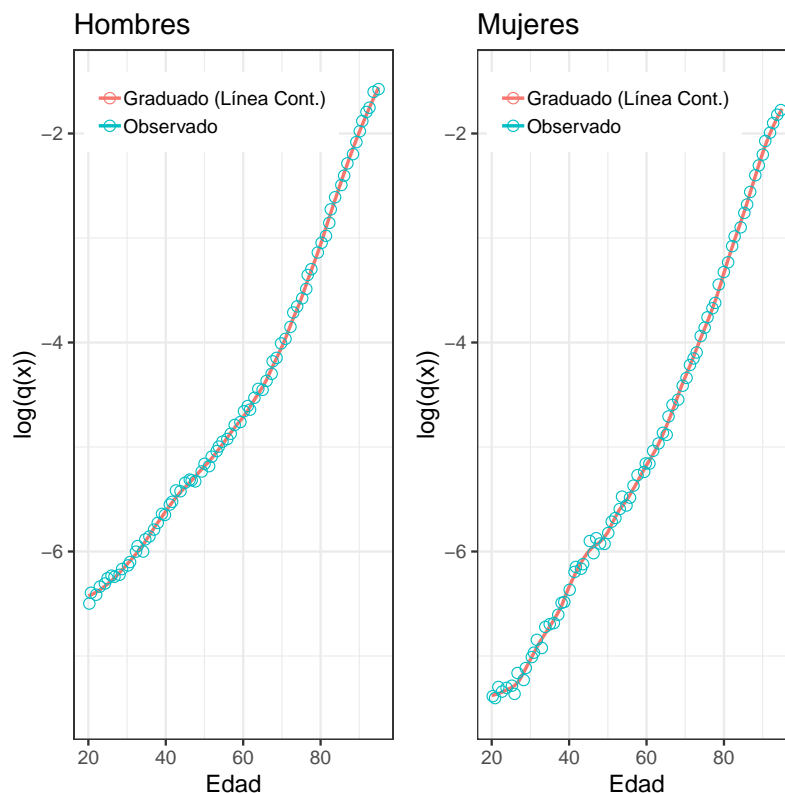 Hombres
Graduado (Línea Cont.)
Observado
−2
−4
−6
log(q(x))
20 40 60 80
Edad
Mujeres
Graduado (Línea Cont.)
Observado
−2
−4
−6
log(q(x))
20 40 60 80
Edad